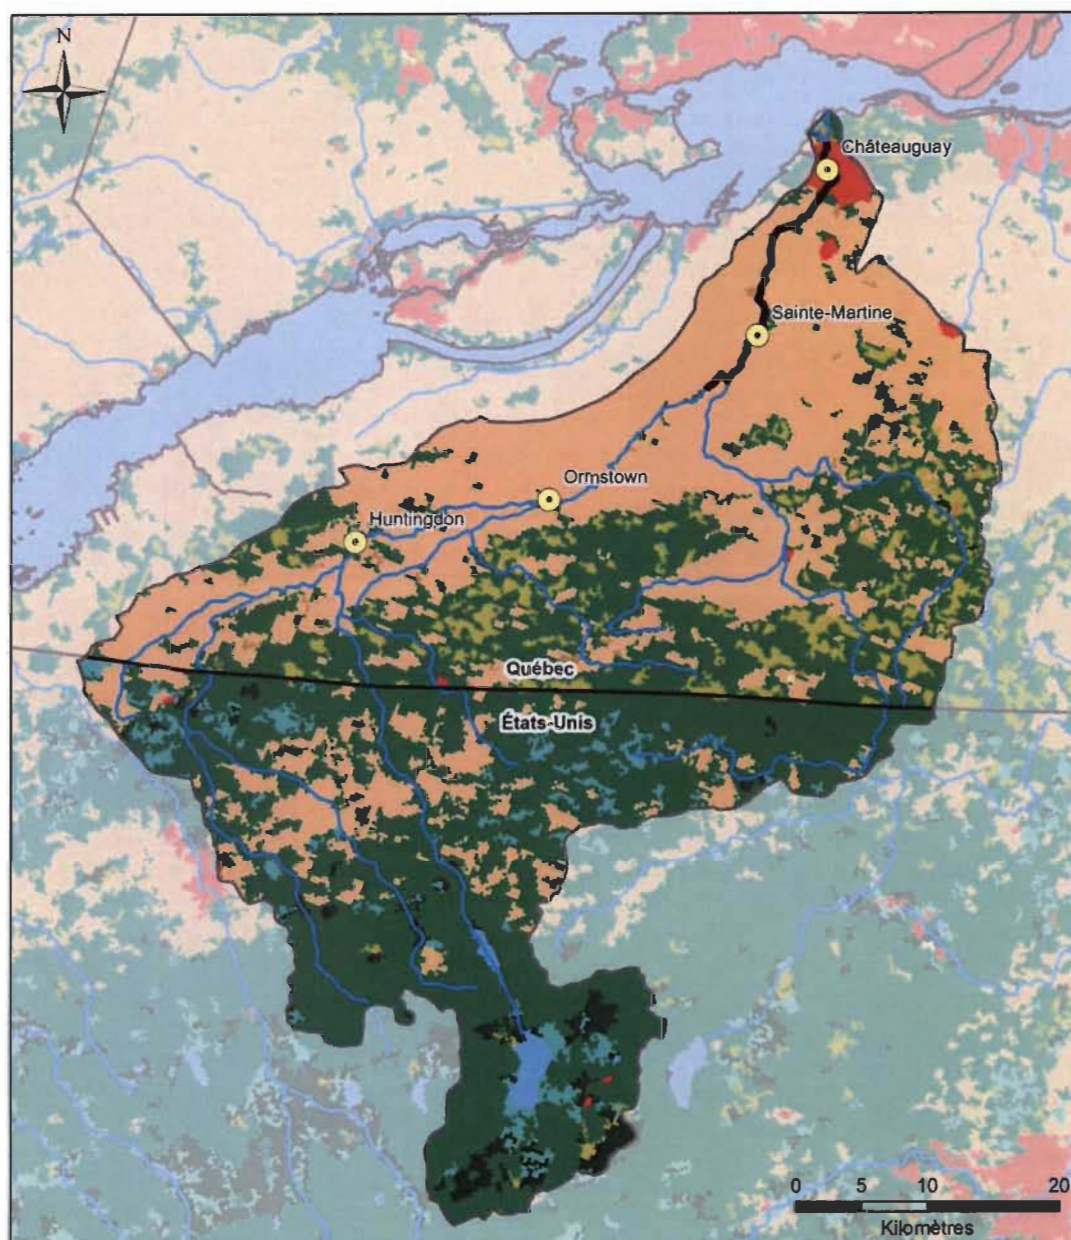 N
Châteauguay
Sainte-Martine
Ormstown
Huntingdon
Québec
États-Unis
0 5 10 20
Kilomètres